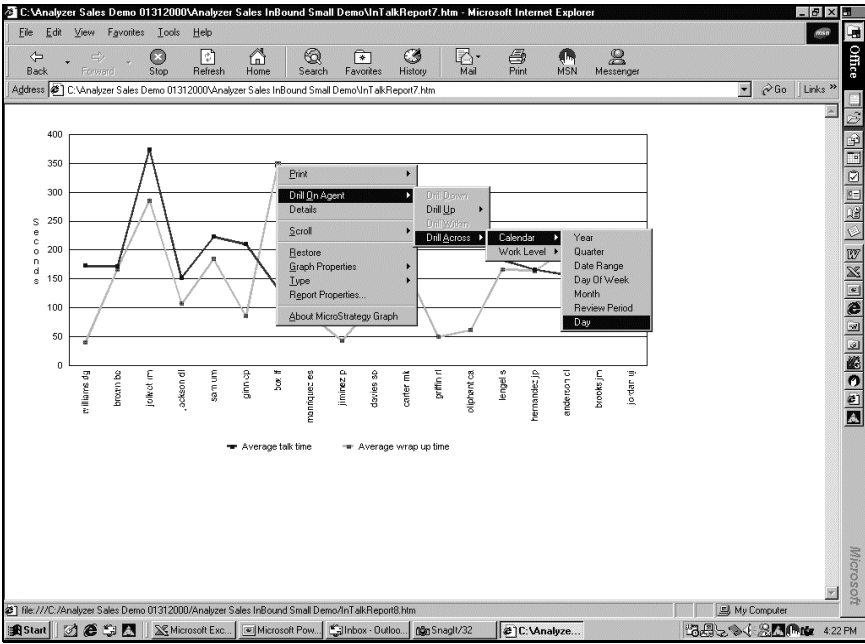 C:\Analyzer Sales Demo 01312000\Analyzer Sales InBound Small Demo\InTalkReport7.htm - Microsoft Internet Explorer
File Edit View Favorites Tools Help
Back Forward Stop Refresh Home Search Favorites History Mail Print MSN Messenger
Address C:\Analyzer Sales Demo 01312000\Analyzer Sales InBound Small Demo\InTalkReport7.htm Go Links »
Office
400
350
300
250
200
150
100
50
0
Seconds
Print
Drill On Agent
Details
Scroll
Restore
Graph Properties
Type
Report Properties...
About MicroStrategy Graph
Drill Down
Drill Up
Drill Within
Drill Across
Calendar
Work Level
Year
Quarter
Date Range
Day Of Week
Month
Review Period
Day
williams dg
brown bo
jackson dl
sam um
ginn cp
manriquez es
jiminez p
davies so
carter mk
griffin rl
oliphant ca
lengel s
hernandez jp
anderson cl
brooks jm
jordan uj
Average talk time Average wrap up time
Microsoft
file:///C:/Analyzer Sales Demo 01312000/Analyzer Sales InBound Small Demo/InTalkReport8.htm My Computer
Start Microsoft Exc... Microsoft Pow... Inbox - Outloo... SnagIt/32 C:\Analyze... 4:22 PM